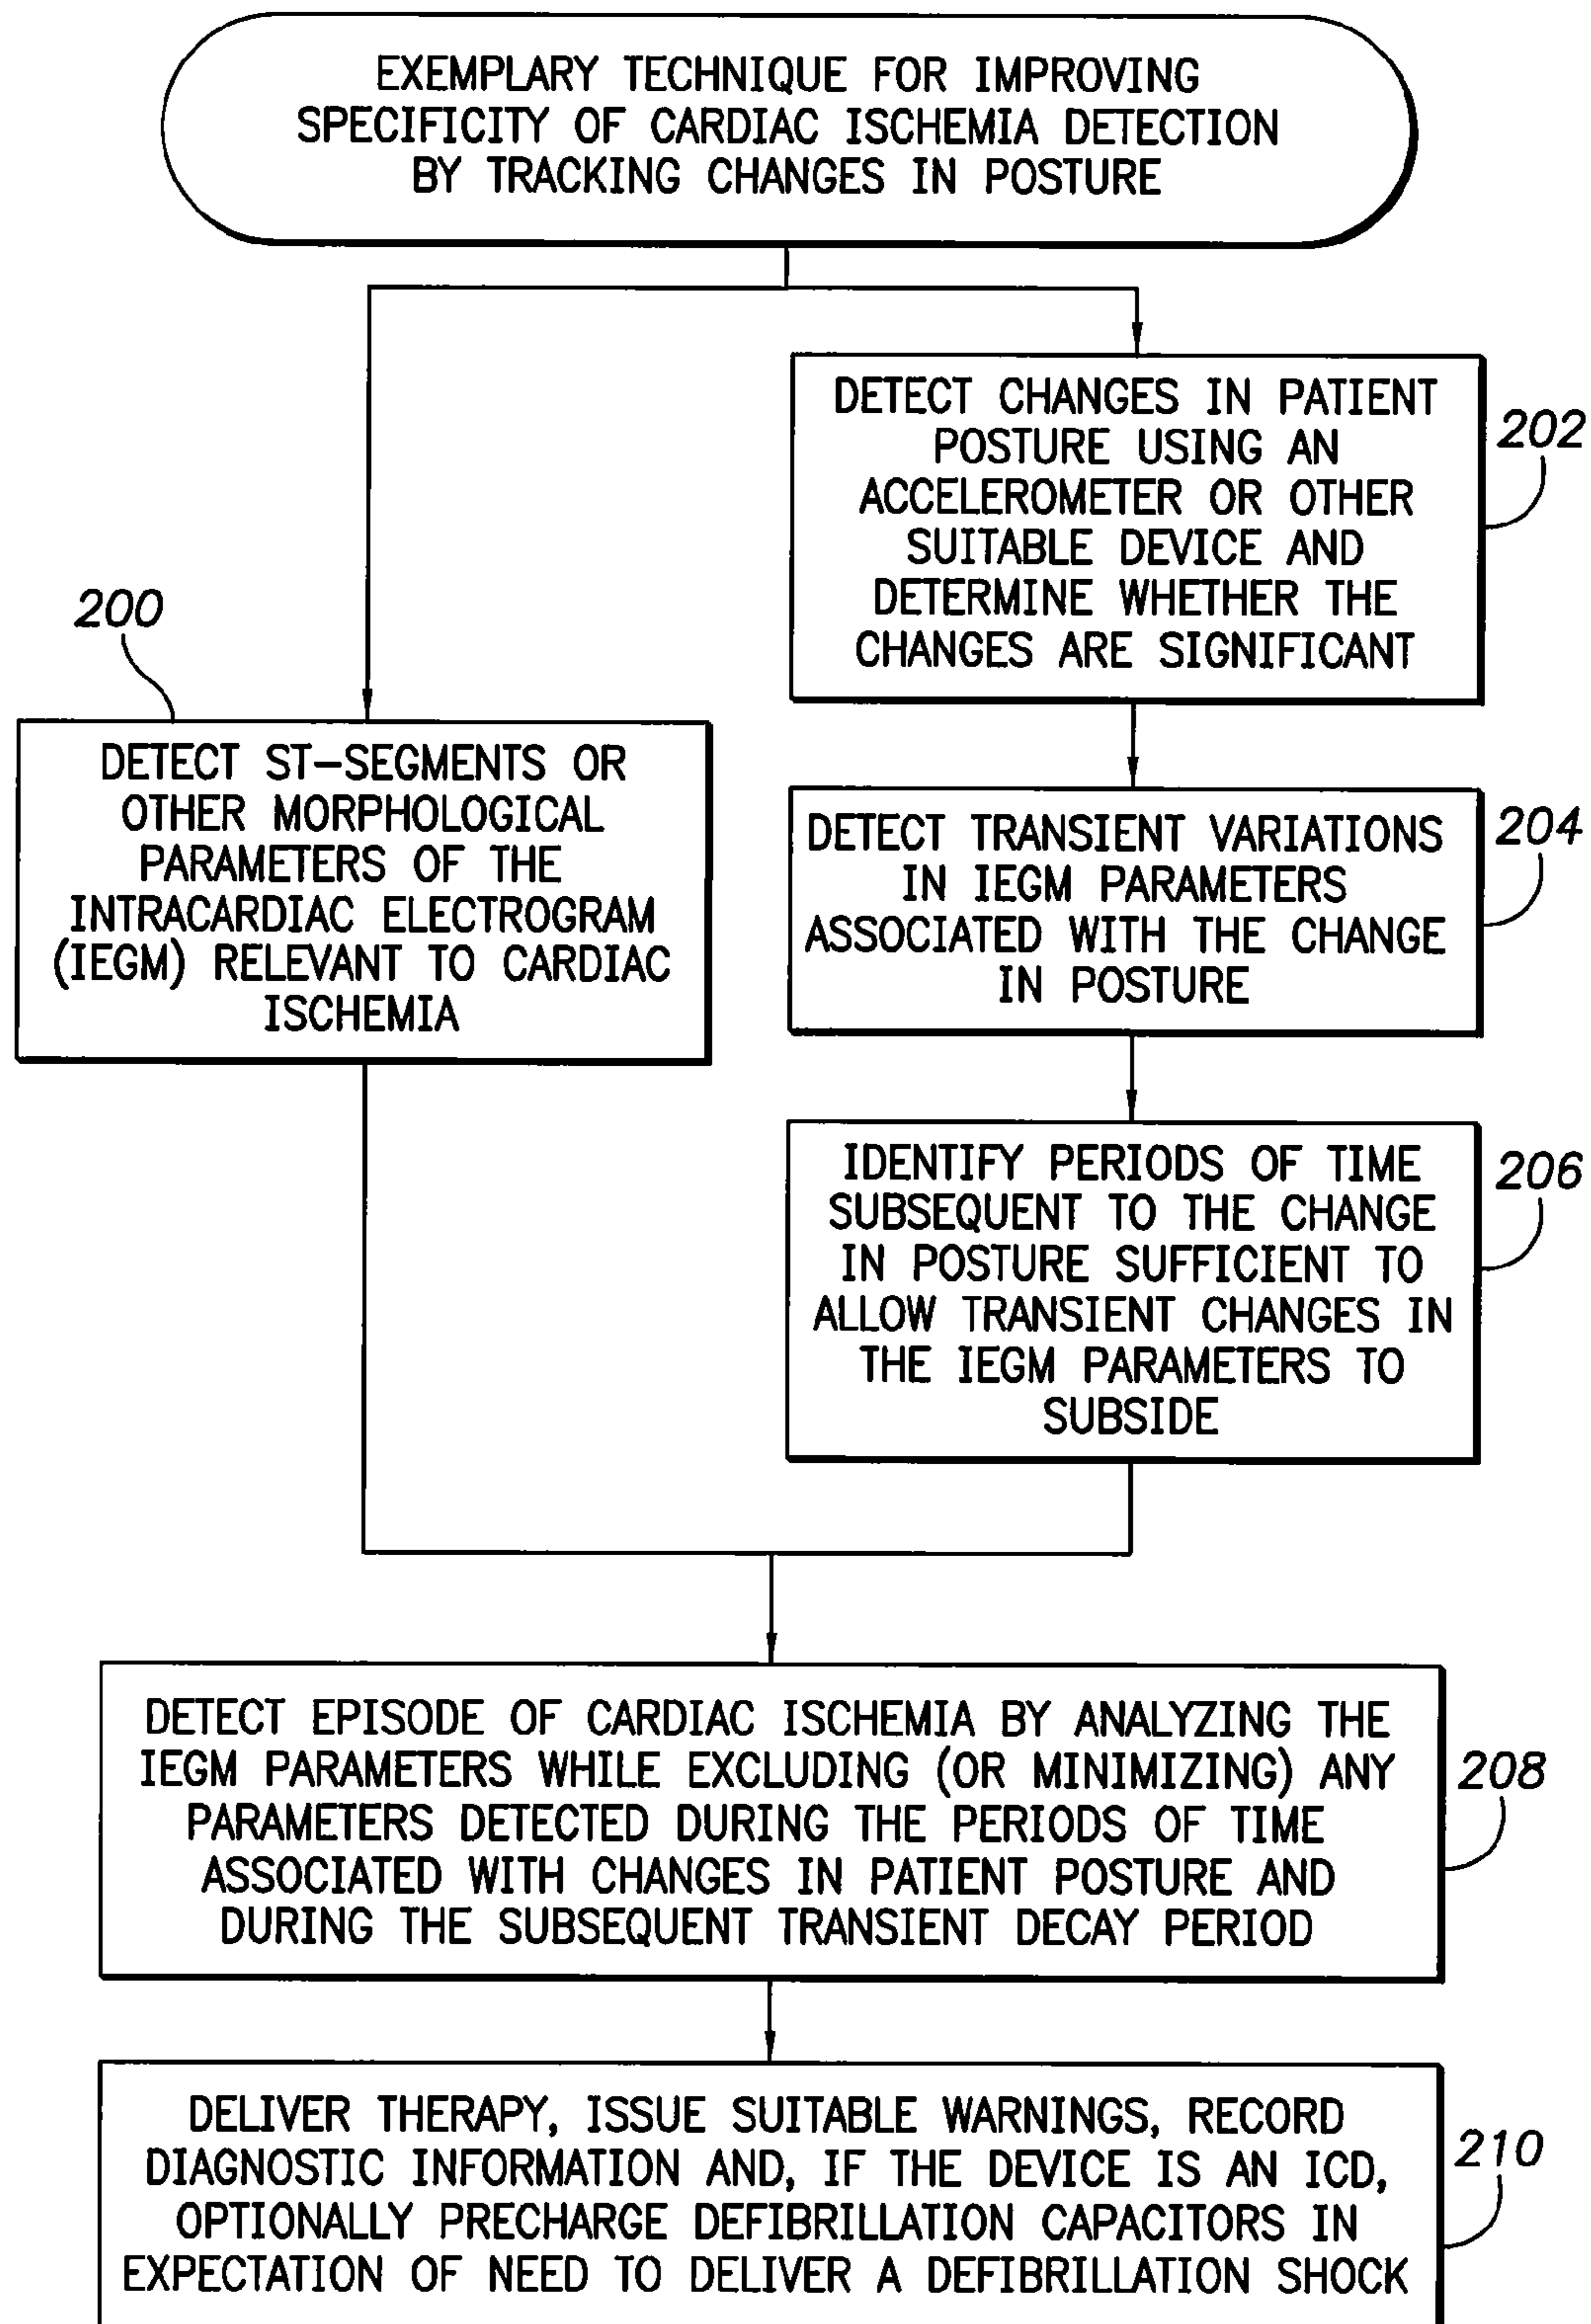 EXEMPLARY TECHNIQUE FOR IMPROVING
SPECIFICITY OF CARDIAC ISCHEMIA DETECTION
BY TRACKING CHANGES IN POSTURE
DETECT CHANGES IN PATIENT
POSTURE USING AN
ACCELEROMETER OR OTHER
SUITABLE DEVICE AND
DETERMINE WHETHER THE
CHANGES ARE SIGNIFICANT
202
200
DETECT ST-SEGMENTS OR
OTHER MORPHOLOGICAL
PARAMETERS OF THE
INTRACARDIAC ELECTROGRAM
(IEGM) RELEVANT TO CARDIAC
ISCHEMIA
DETECT TRANSIENT VARIATIONS
IN IEGM PARAMETERS
ASSOCIATED WITH THE CHANGE
IN POSTURE
204
IDENTIFY PERIODS OF TIME
SUBSEQUENT TO THE CHANGE
IN POSTURE SUFFICIENT TO
ALLOW TRANSIENT CHANGES IN
THE IEGM PARAMETERS TO
SUBSIDE
206
DETECT EPISODE OF CARDIAC ISCHEMIA BY ANALYZING THE
IEGM PARAMETERS WHILE EXCLUDING (OR MINIMIZING) ANY
PARAMETERS DETECTED DURING THE PERIODS OF TIME
ASSOCIATED WITH CHANGES IN PATIENT POSTURE AND
DURING THE SUBSEQUENT TRANSIENT DECAY PERIOD
208
DELIVER THERAPY, ISSUE SUITABLE WARNINGS, RECORD
DIAGNOSTIC INFORMATION AND, IF THE DEVICE IS AN ICD,
OPTIONALLY PRECHARGE DEFIBRILLATION CAPACITORS IN
EXPECTATION OF NEED TO DELIVER A DEFIBRILLATION SHOCK
210